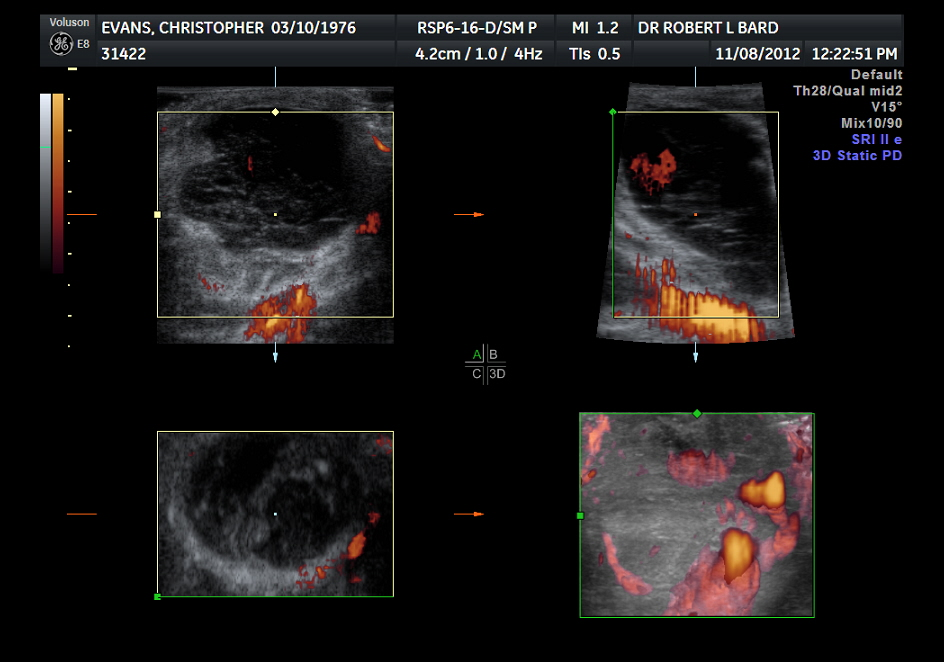 Voluson
GE E8
EVANS, CHRISTOPHER 03/10/1976
RSP6-16-D/SM P
MI 1.2
DR ROBERT L BARD
31422
4.2cm / 1.0 / 4Hz
TIs 0.5
11/08/2012 12:22:51 PM
Default
Th28/Qual mid2
V15°
Mix10/90
SRI II e
3D Static PD
A B
C 3D